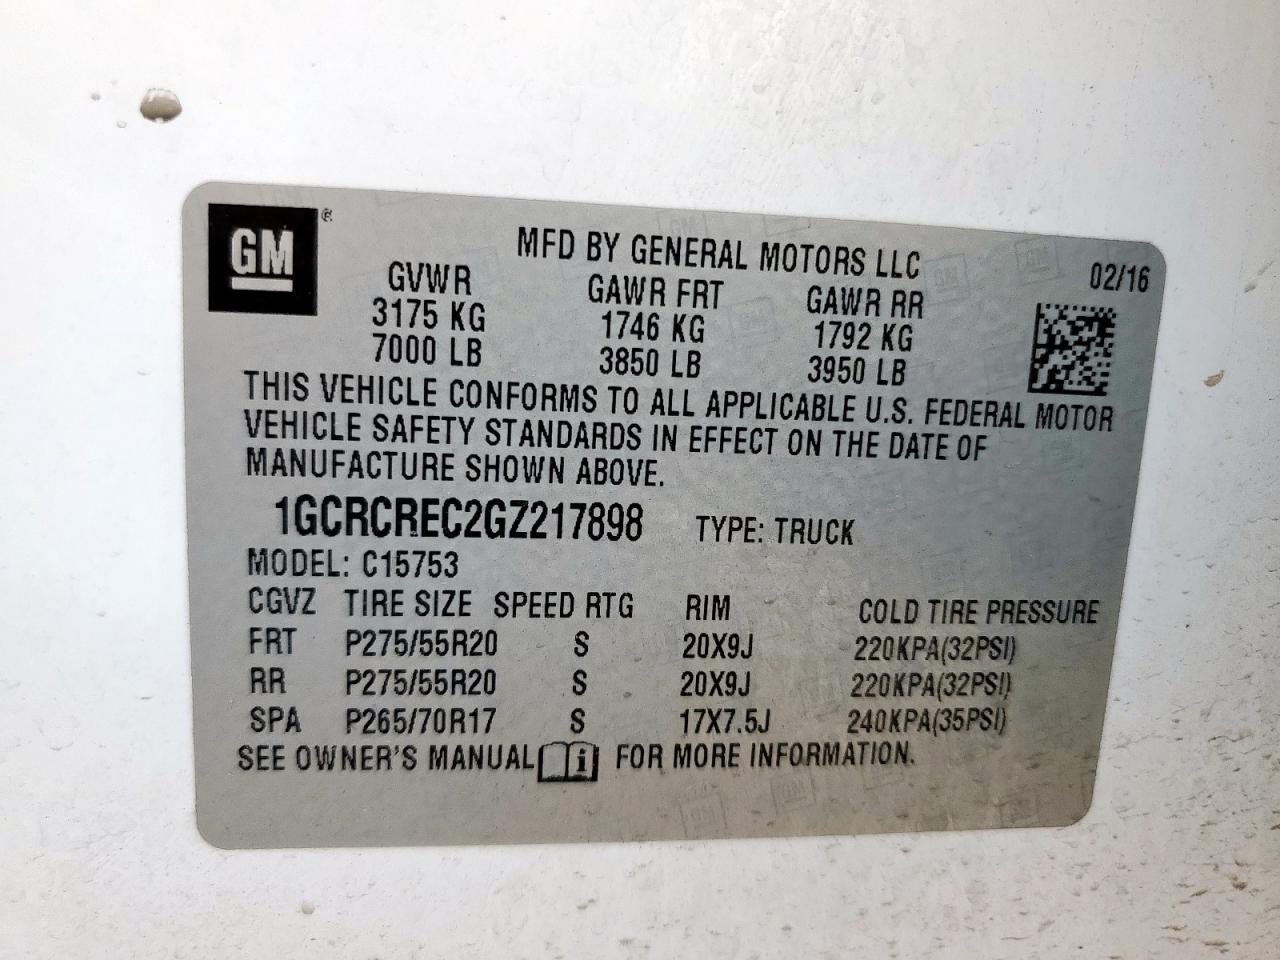 GM ®
MFD BY GENERAL MOTORS LLC
02/16
GVWR GAWR FRT GAWR RR
3175 KG 1746 KG 1792 KG
7000 LB 3850 LB 3950 LB
THIS VEHICLE CONFORMS TO ALL APPLICABLE U.S. FEDERAL MOTOR
VEHICLE SAFETY STANDARDS IN EFFECT ON THE DATE OF
MANUFACTURE SHOWN ABOVE.
1GCRCREC2GZ217898 TYPE: TRUCK
MODEL: C15753
CGVZ TIRE SIZE SPEED RTG RIM COLD TIRE PRESSURE
FRT P275/55R20 S 20X9J 220KPA(32PSI)
RR P275/55R20 S 20X9J 220KPA(32PSI)
SPA P265/70R17 S 17X7.5J 240KPA(35PSI)
SEE OWNER'S MANUAL i FOR MORE INFORMATION.